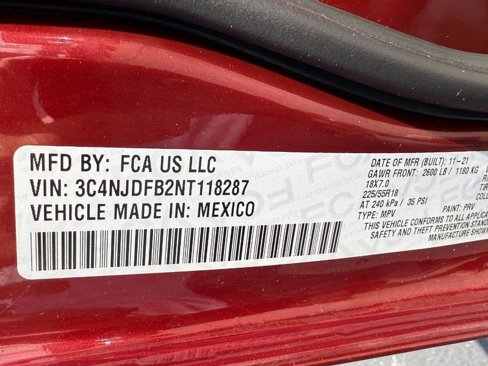 MFD BY: FCA US LLC
VIN: 3C4NJDFB2NT118287
VEHICLE MADE IN: MEXICO
DATE OF MFR (BUILT): 11-21
GAWR FRONT: 2600 LB / 1180 KG
18X7.0
225/55R18
AT 240 kPa / 35 PSI
TYPE: MPV PAINT: PRV
THIS VEHICLE CONFORMS TO ALL
SAFETY AND THEFT PREVENTION
MANUFACTURE SHOWN